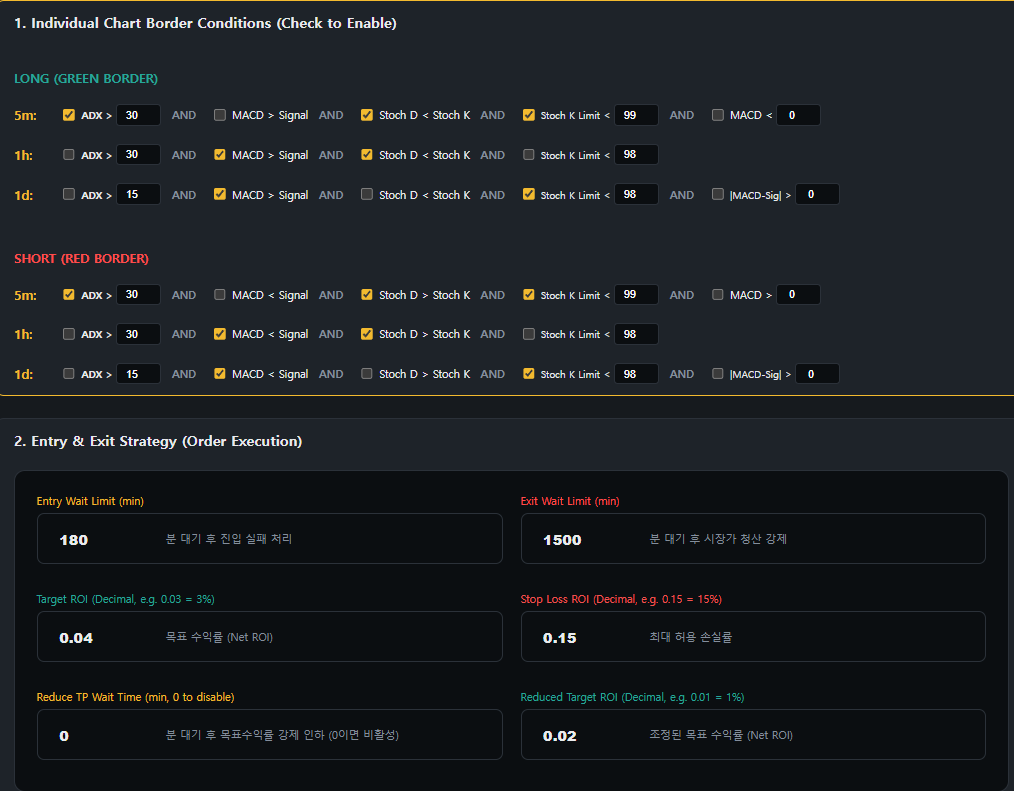 1. Individual Chart Border Conditions (Check to Enable)
LONG (GREEN BORDER)
5m: ADX > 30 AND MACD > Signal AND Stoch D < Stoch K AND Stoch K Limit < 99 AND MACD < 0
1h: ADX > 30 AND MACD > Signal AND Stoch D < Stoch K AND Stoch K Limit < 98
1d: ADX > 15 AND MACD > Signal AND Stoch D < Stoch K AND Stoch K Limit < 98 AND |MACD-Sig| > 0
SHORT (RED BORDER)
5m: ADX > 30 AND MACD < Signal AND Stoch D > Stoch K AND Stoch K Limit < 99 AND MACD > 0
1h: ADX > 30 AND MACD < Signal AND Stoch D > Stoch K AND Stoch K Limit < 98
1d: ADX > 15 AND MACD < Signal AND Stoch D > Stoch K AND Stoch K Limit < 98 AND |MACD-Sig| > 0
2. Entry & Exit Strategy (Order Execution)
Entry Wait Limit (min) Exit Wait Limit (min)
180 분 대기 후 진입 실패 처리 1500 분 대기 후 시장가 청산 강제
Target ROI (Decimal, e.g. 0.03 = 3%) Stop Loss ROI (Decimal, e.g. 0.15 = 15%)
0.04 목표 수익률 (Net ROI) 0.15 최대 허용 손실률
Reduce TP Wait Time (min, 0 to disable) Reduced Target ROI (Decimal, e.g. 0.01 = 1%)
0 분 대기 후 목표수익률 강제 인하 (0이면 비활성) 0.02 조정된 목표 수익률 (Net ROI)